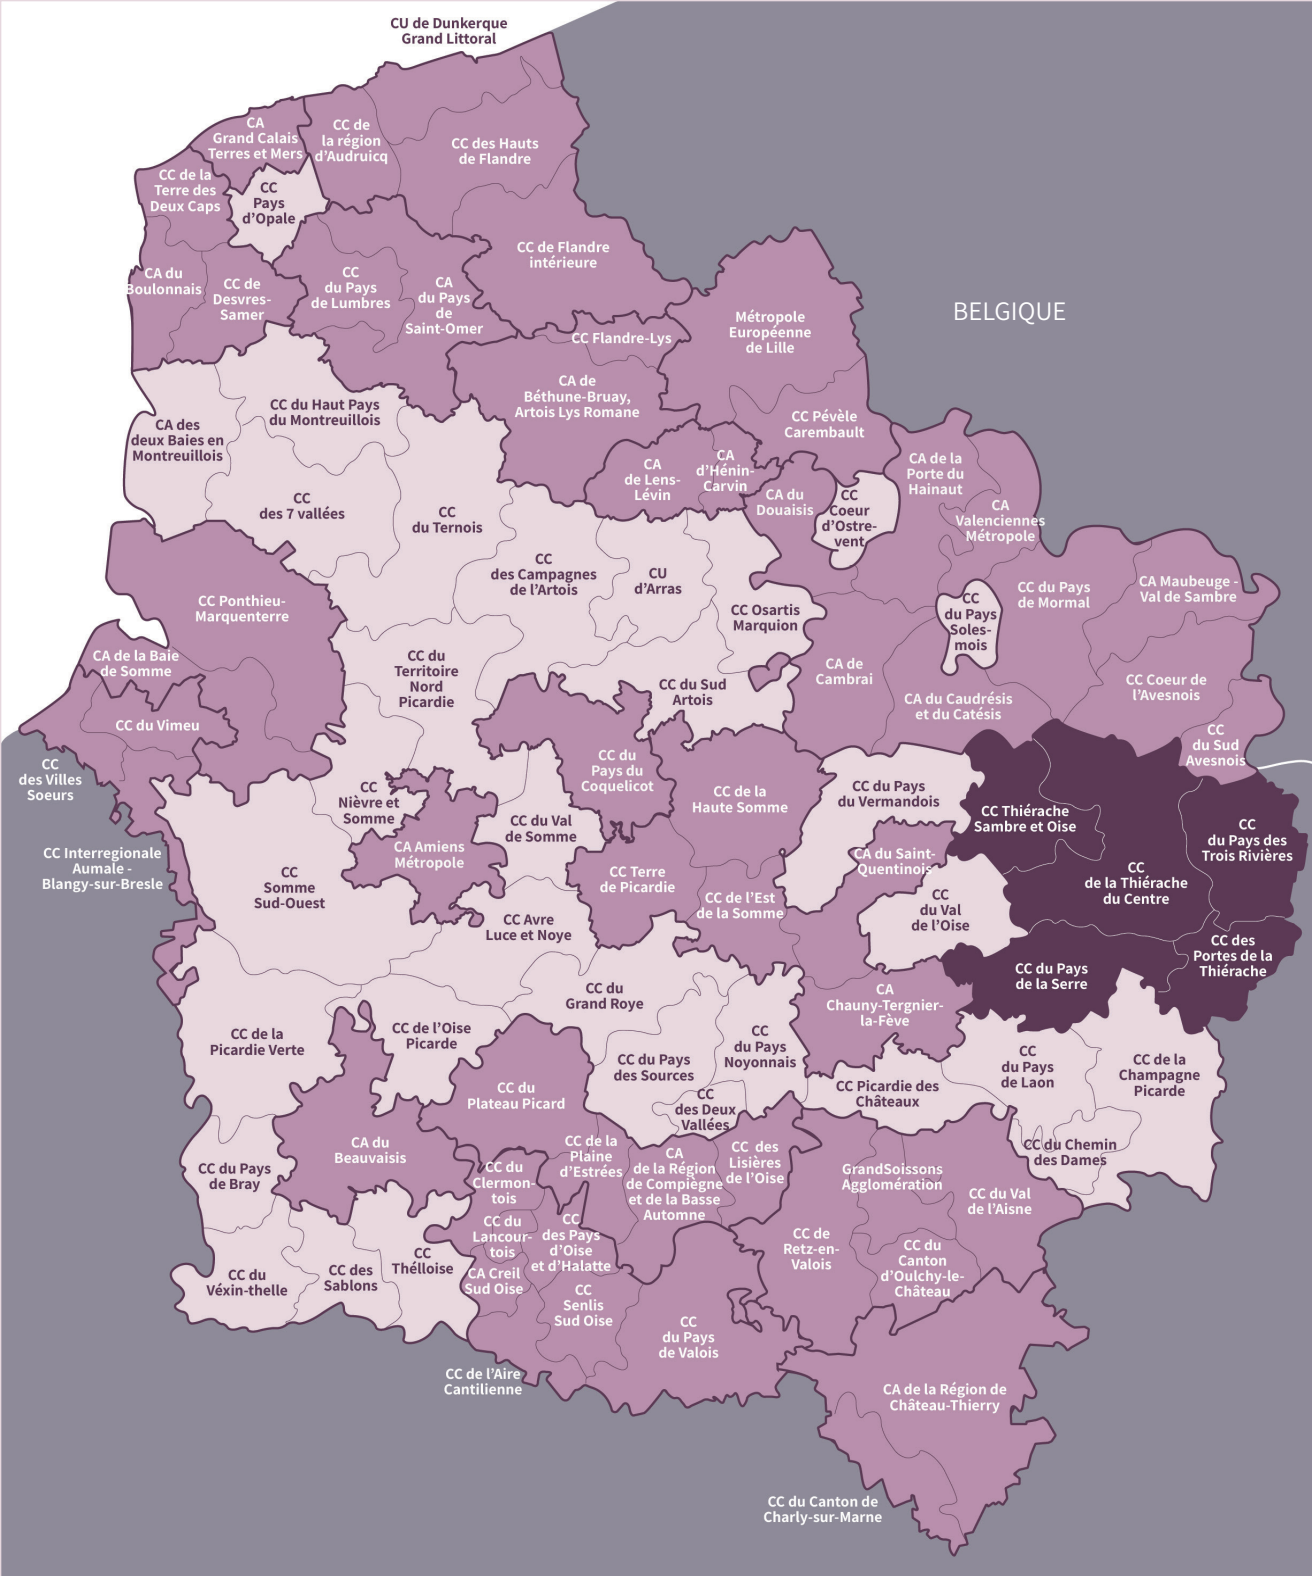 CU de Dunkerque
Grand Littoral
CA
Grand Calais
Terres et Mers
CC de
la région
d'Audruicq
CC des Hauts
de Flandre
CC de la
Terre des
Deux Caps
CC
Pays
d'Opale
CC de Flandre
intérieure
CA du
Boulonnais
CC de
Desvres-
Samer
CC
du Pays
de Lumbres
CA
du Pays
de
Saint-Omer
BELGIQUE
CC Flandre-Lys
Métropole
Européenne
de Lille
CA de
Béthune-Bruay,
Artois Lys Romane
CC du Haut Pays
du Montreuillois
CC Pévèle
Carembault
CA des
deux Baies en
Montreuillois
CA
de Lens-
Lévin
CA
d'Hénin-
Carvin
CA du
Douaisis
CC
Coeur
d'Ostre-
vent
CA de la
Porte du
Hainaut
CA
Valenciennes
Métropole
CC
des 7 vallées
CC
du Ternois
CC
des Campagnes
de l'Artois
CU
d'Arras
CC Osartis
Marquion
CC
du Pays
Soles-
mois
CC du Pays
de Mormal
CA Maubeuge -
Val de Sambre
CC Ponthieu-
Marquenterre
CA de la Baie
de Somme
CC du
Territoire
Nord
Picardie
CC du Sud
Artois
CA de
Cambrai
CA du Caudrésis
et du Catésis
CC Coeur de
l'Avesnois
CC du Vimeu
CC
du Sud
Avesnois
CC
des Villes
Soeurs
CC
Nièvre et
Somme
CC du Val
de Somme
CC du
Pays du
Coquelicot
CC de la
Haute Somme
CC du Pays
du Vermandois
CC Thiérache
Sambre et Oise
CC
du Pays des
Trois Rivières
CC Interregionale
Aumale -
Blangy-sur-Bresle
CA Amiens
Métropole
CC
Somme
Sud-Ouest
CC Terre
de Picardie
CC de l'Est
de la Somme
CA du Saint-
Quentinois
CC
de la Thiérache
du Centre
CC
du Val
de l'Oise
CC Avre
Luce et Noye
CC des
Portes de la
Thiérache
CC du Pays
de la Serre
CC du
Grand Roye
CA
Chauny-Tergnier-
la-Fève
CC de la
Picardie Verte
CC de l'Oise
Picarde
CC du Pays
des Sources
CC
du Pays
Noyonnais
CC
du Pays
de Laon
CC de la
Champagne
Picarde
CC du
Plateau Picard
CC
des Deux
Vallées
CC Picardie des
Châteaux
CA du
Beauvaisis
CC de la
Plaine
d'Estrées
CA
de la Région
de Compiègne
et de la Basse
Automne
CC des
Lisières
de l'Oise
CC du Chemin
des Dames
CC du Pays
de Bray
CC du
Clermon-
tois
GrandSoissons
Agglomération
CC du Val
de l'Aisne
CC du
Lancour-
tois
CC
des Pays
d'Oise
et d'Halatte
CC de
Retz-en-
Valois
CC du
Canton
d'Oulchy-le-
Château
CC du
Véxin-thelle
CC des
Sablons
CC
Thélloise
CA Creil
Sud Oise
CC
Senlis
Sud Oise
CC
du Pays
de Valois
CC de l'Aire
Cantilienne
CA de la Région de
Château-Thierry
CC du Canton de
Charly-sur-Marne